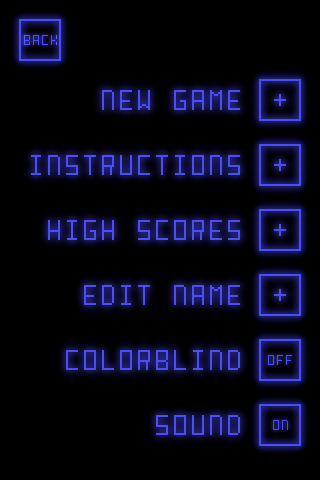 BACK
NEW GAME +
INSTRUCTIONS +
HIGH SCORES +
EDIT NAME +
COLORBLIND OFF
SOUND ON